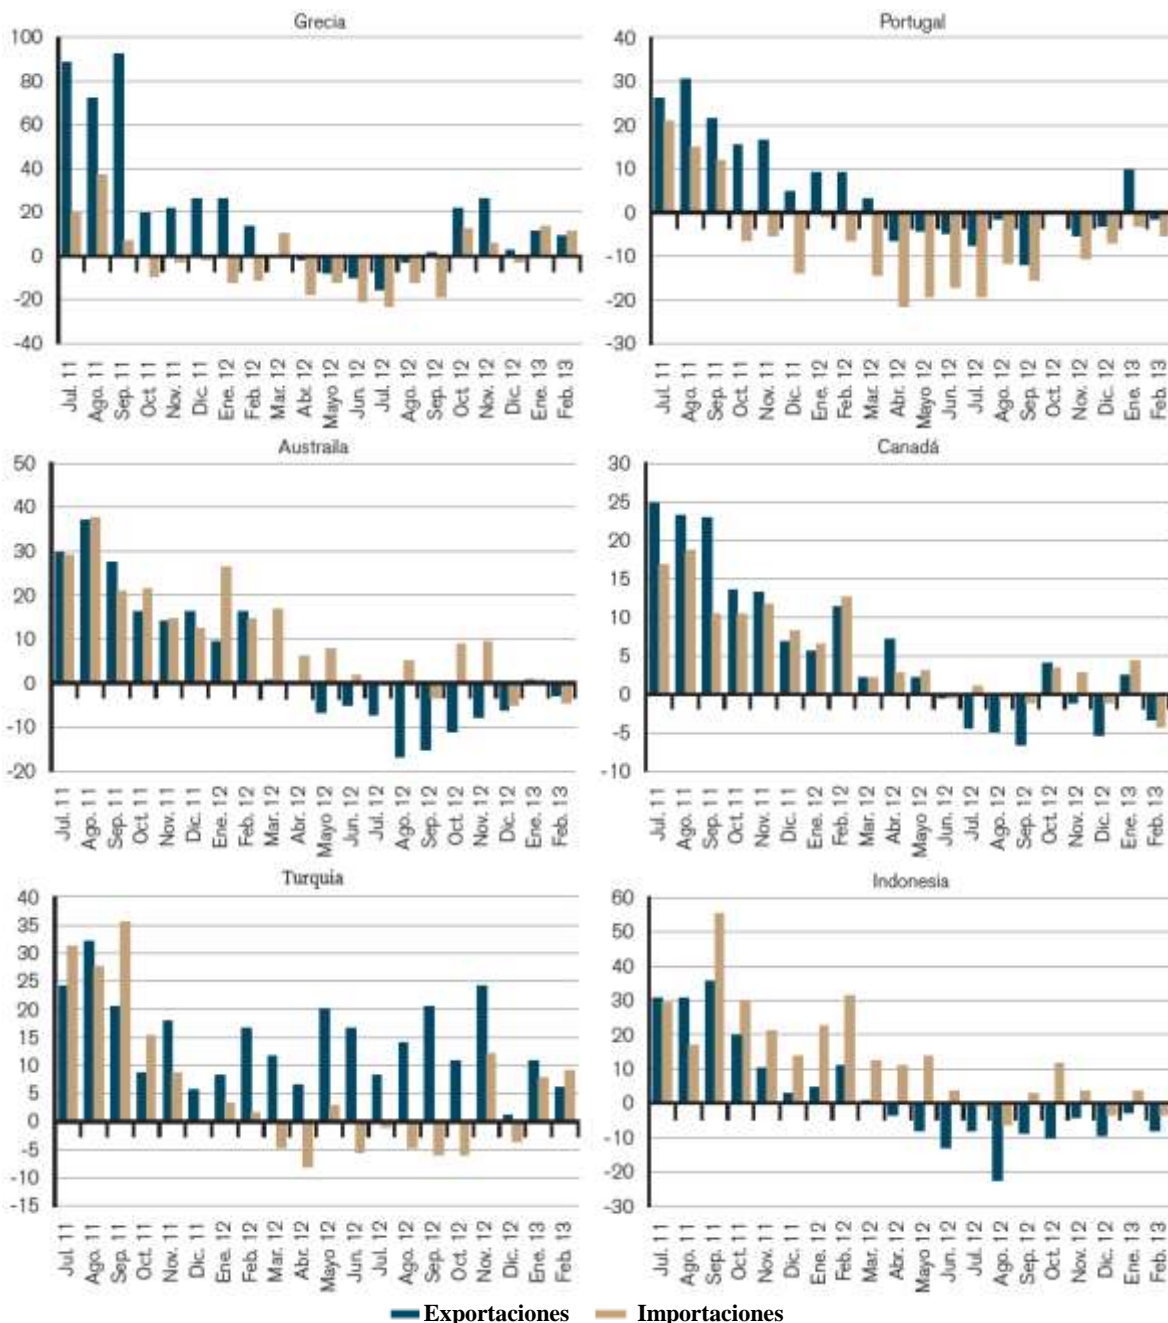 Grecia
100
80
60
40
20
0
-20
-40
Jul. 11
Ago. 11
Sep. 11
Oct. 11
Nov. 11
Dic. 11
Ene. 12
Feb. 12
Mar. 12
Abr. 12
Mayo 12
Jun. 12
Jul. 12
Ago. 12
Sep. 12
Oct. 12
Nov. 12
Dic. 12
Ene. 13
Feb. 13
Portugal
40
30
20
10
0
-10
-20
-30
Jul. 11
Ago. 11
Sep. 11
Oct. 11
Nov. 11
Dic. 11
Ene. 12
Feb. 12
Mar. 12
Abr. 12
Mayo 12
Jun. 12
Jul. 12
Ago. 12
Sep. 12
Oct. 12
Nov. 12
Dic. 12
Ene. 13
Feb. 13
Austraila
50
40
30
20
10
0
-10
-20
Jul. 11
Ago. 11
Sep. 11
Oct. 11
Nov. 11
Dic. 11
Ene. 12
Feb. 12
Mar. 12
Abr. 12
Mayo 12
Jun. 12
Jul. 12
Ago. 12
Sep. 12
Oct. 12
Nov. 12
Dic. 12
Ene. 13
Feb. 13
Canadá
30
25
20
15
10
5
0
-5
-10
Jul. 11
Ago. 11
Sep. 11
Oct. 11
Nov. 11
Dic. 11
Ene. 12
Feb. 12
Mar. 12
Abr. 12
Mayo 12
Jun. 12
Jul. 12
Ago. 12
Sep. 12
Oct. 12
Nov. 12
Dic. 12
Ene. 13
Feb. 13
Turquia
40
35
30
25
20
15
10
5
0
-5
-10
-15
Jul. 11
Ago. 11
Sep. 11
Oct. 11
Nov. 11
Dic. 11
Ene. 12
Feb. 12
Mar. 12
Abr. 12
Mayo 12
Jun. 12
Jul. 12
Ago. 12
Sep. 12
Oct. 12
Nov. 12
Dic. 12
Ene. 13
Feb. 13
Indonesia
60
50
40
30
20
10
0
-10
-20
-30
Jul. 11
Ago. 11
Sep. 11
Oct. 11
Nov. 11
Dic. 11
Ene. 12
Feb. 12
Mar. 12
Abr. 12
Mayo 12
Jun. 12
Jul. 12
Ago. 12
Sep. 12
Oct. 12
Nov. 12
Dic. 12
Ene. 13
Feb. 13
Exportaciones Importaciones